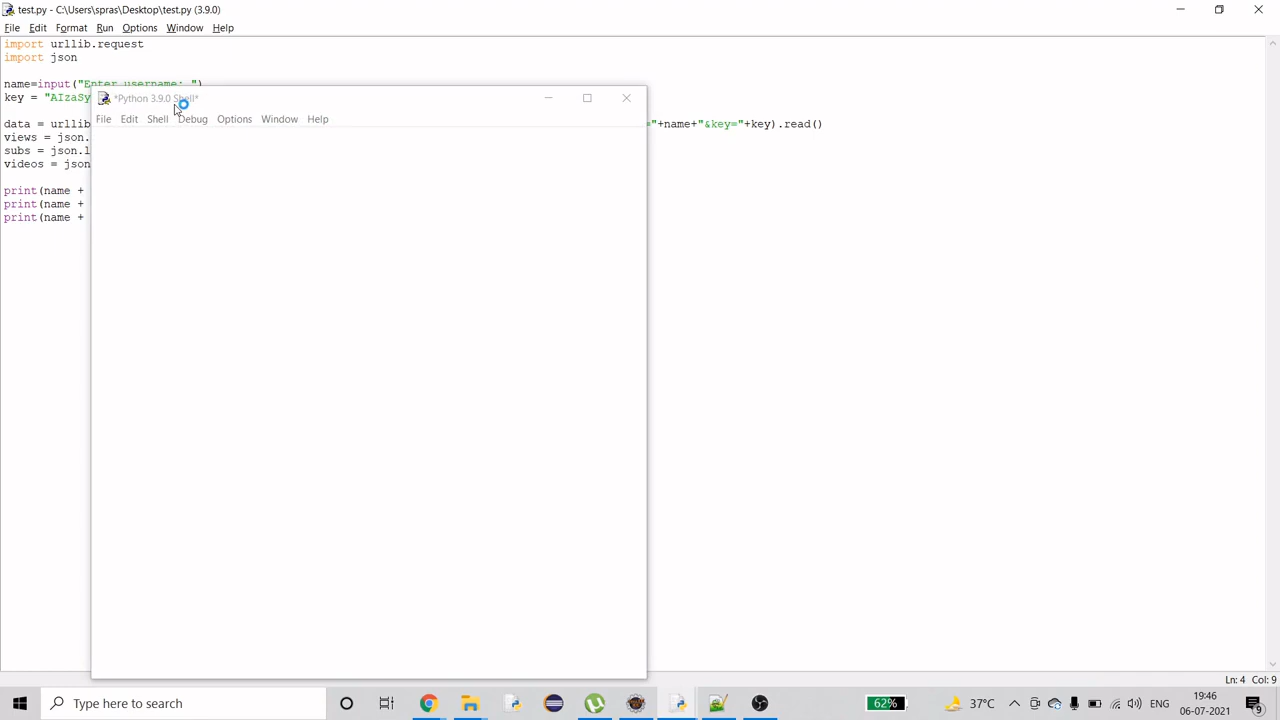 test.py - C:\Users\spras\Desktop\test.py (3.9.0)
File Edit Format Run Options Window Help
import urllib.request
import json
name=input("Enter username: ")
key = "AIzaSy
data = urllib
="+name+"&key="+key).read()
views = json.
subs = json.l
videos = json
print(name +
print(name +
print(name +
*Python 3.9.0 Shell*
File Edit Shell Debug Options Window Help
Ln: 4 Col: 9
Type here to search
62%
37°C
ENG
19:46
06-07-2021
9